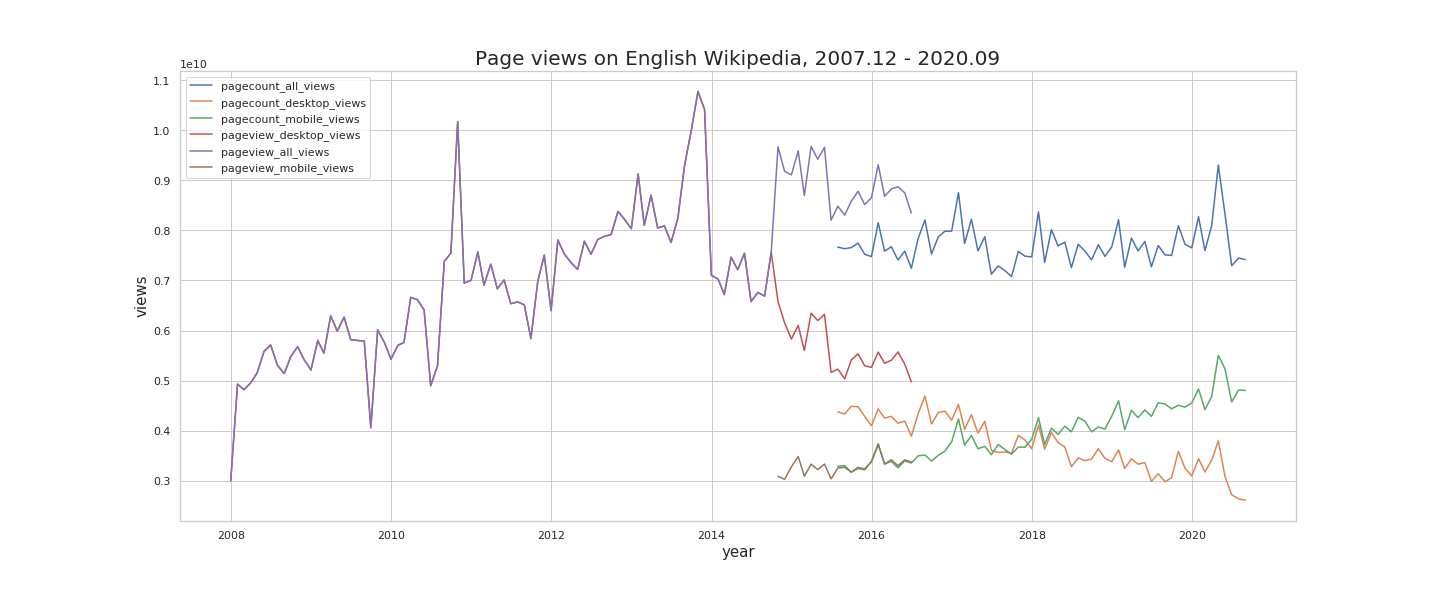 Page views on English Wikipedia, 2007.12 - 2020.09
1e10
1.1
1.0
0.9
0.8
0.7
0.6
0.5
0.4
0.3
views
pagecount_all_views
pagecount_desktop_views
pagecount_mobile_views
pageview_desktop_views
pageview_all_views
pageview_mobile_views
2008 2010 2012 2014 2016 2018 2020
year